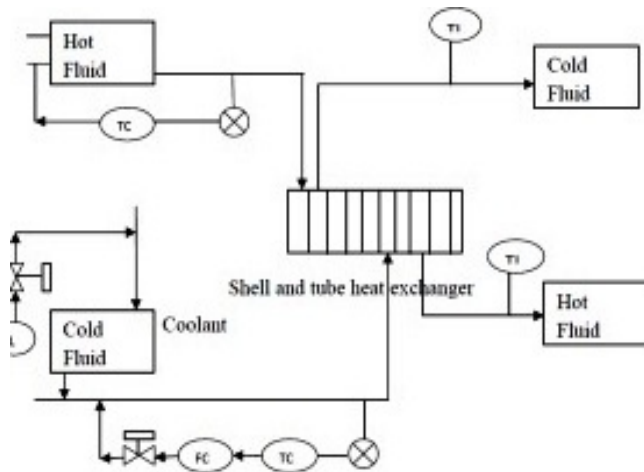 Hot
Fluid
TC
TI
Cold
Fluid
Shell and tube heat exchanger
TI
Hot
Fluid
Coolant
Cold
Fluid
FC
TC